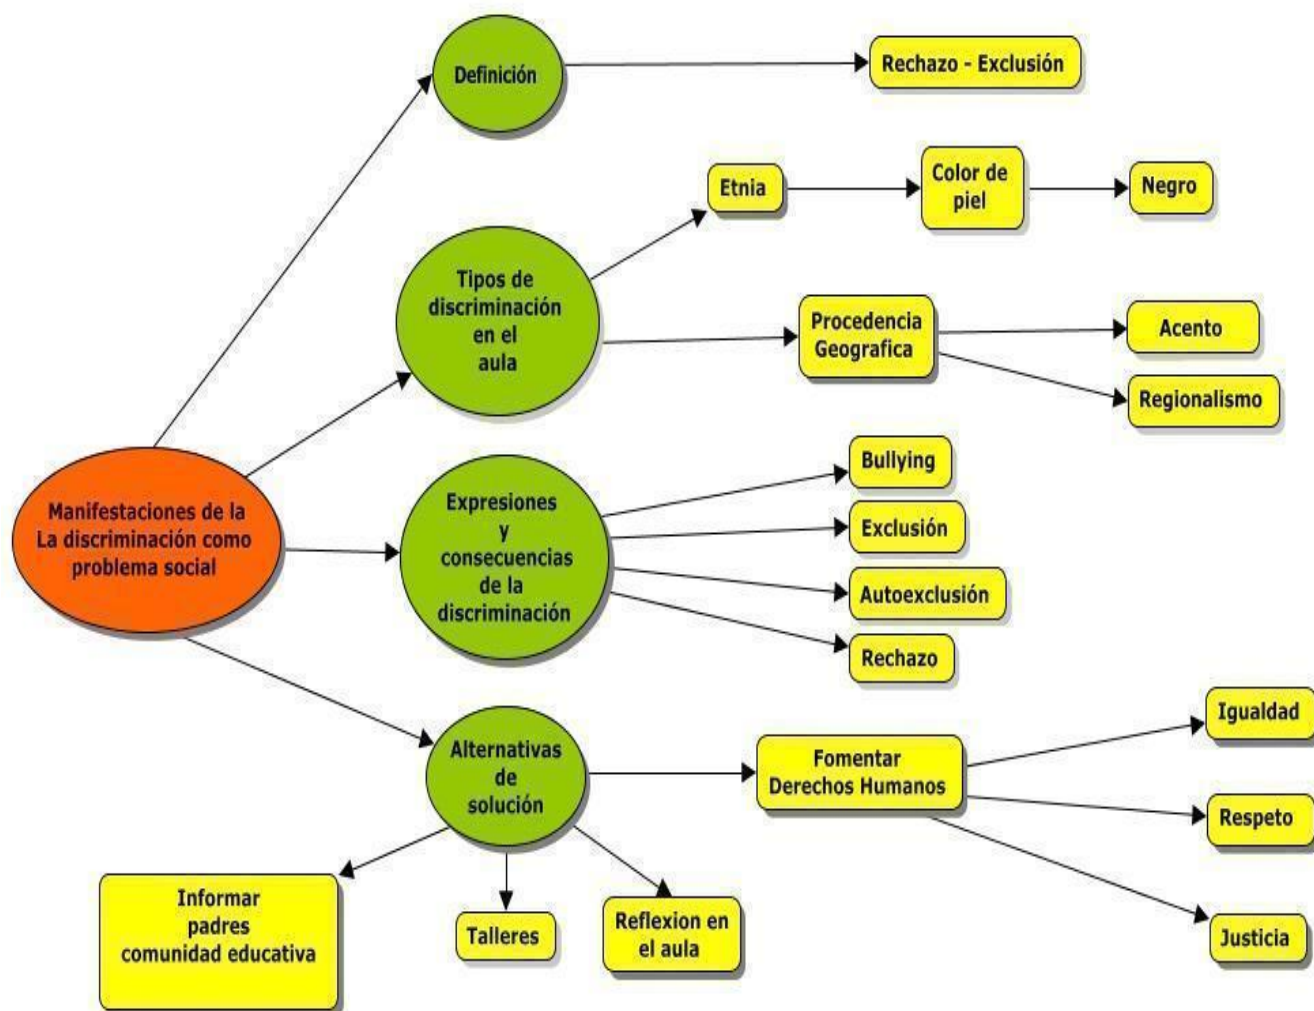 Definición
Rechazo - Exclusión
Etnia
Color de
piel
Negro
Tipos de
discriminación
en el
aula
Procedencia
Geografica
Acento
Regionalismo
Manifestaciones de la
La discriminación como
problema social
Expresiones
y
consecuencias
de la
discriminación
Bullying
Exclusión
Autoexclusión
Rechazo
Alternativas
de
solución
Fomentar
Derechos Humanos
Igualdad
Respeto
Justicia
Informar
padres
comunidad educativa
Talleres
Reflexion en
el aula